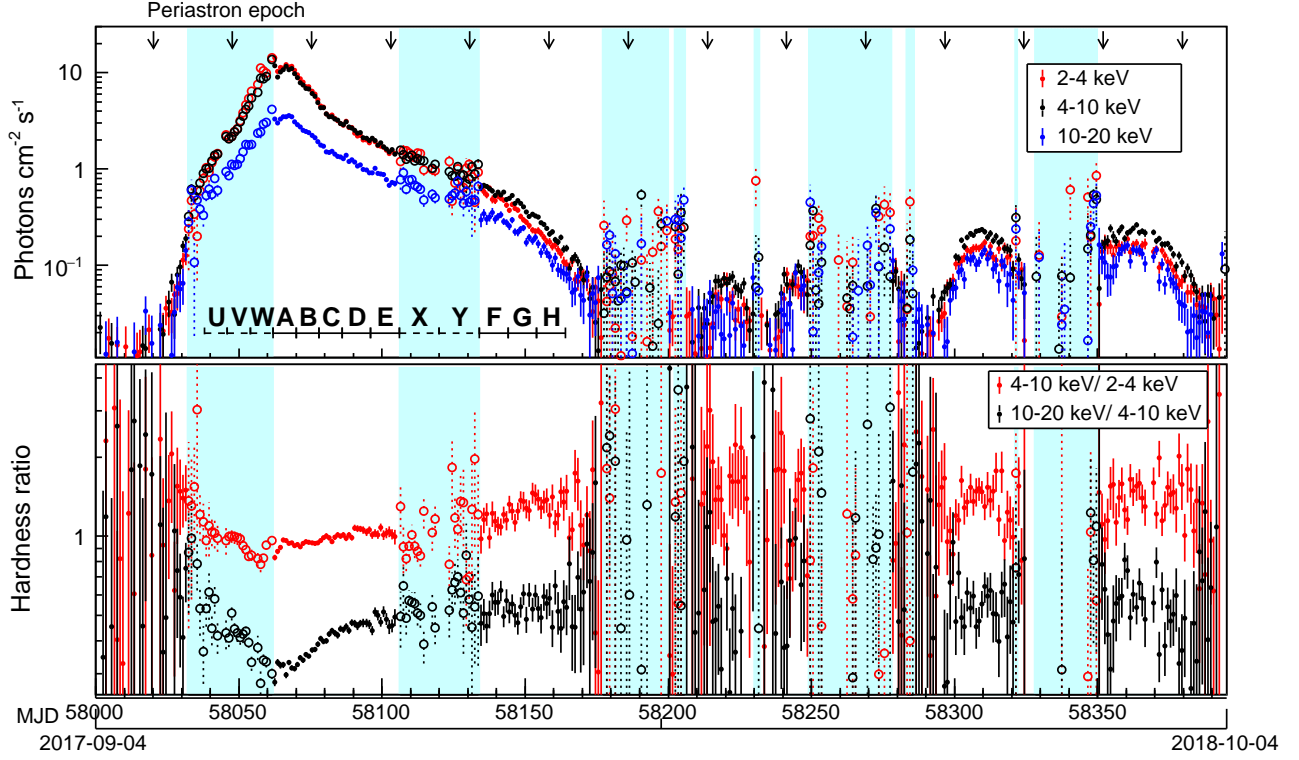 Periastron epoch
Photons cm⁻² s⁻¹
10
1
10⁻¹
2-4 keV
4-10 keV
10-20 keV
U V W A B C D E X Y F G H
Hardness ratio
1
4-10 keV/ 2-4 keV
10-20 keV/ 4-10 keV
MJD 58000 58050 58100 58150 58200 58250 58300 58350
2017-09-04 2018-10-04